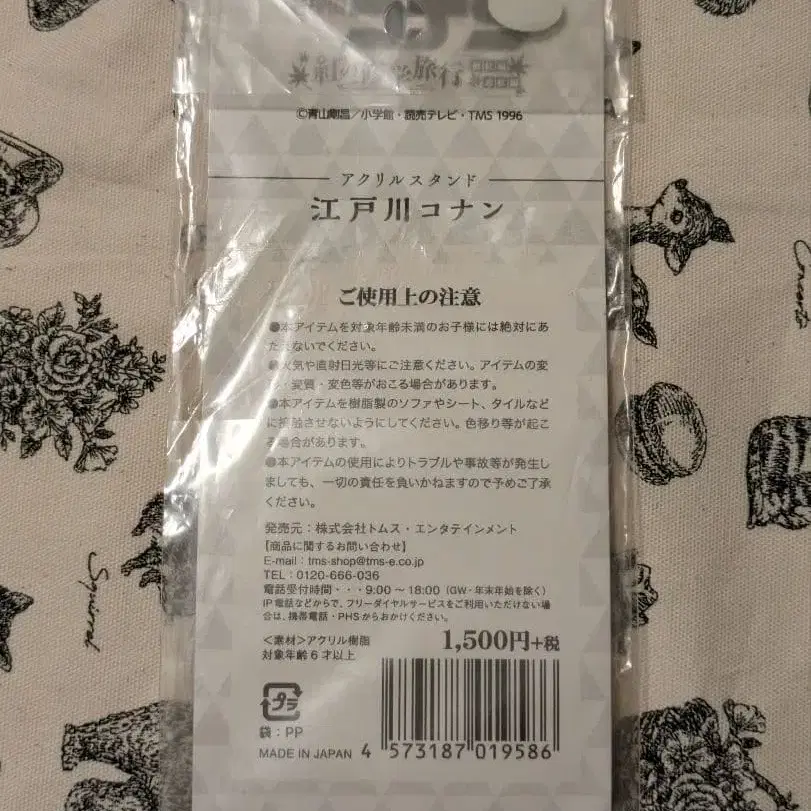 紅の修学旅行
©青山剛昌／小学館・読売テレビ・TMS 1996
アクリルスタンド
江戸川コナン
ご使用上の注意
●本アイテムを対象年齢未満のお子様には絶対にあ
たえないでください。
●火気や直射日光等にご注意ください。アイテムの変
形・変質・変色等がおこる場合があります。
●本アイテムを樹脂製のソファやシート、タイルなど
に接触させないようにしてください。色移り等が起こ
る場合があります。
●本アイテムの使用によりトラブルや事故等が発生し
ましても、一切の責任を負いかねますので予めご了承
ください。
発売元：株式会社トムス・エンタテインメント
【商品に関するお問い合わせ】
E-mail：tms-shop@tms-e.co.jp
TEL：0120-666-036
電話受付時間・・・9:00～18:00（GW・年末年始を除く）
IP電話などからで、フリーダイヤルサービスをご利用いただけない場
合は、携帯電話・PHSからおかけください。
＜素材＞アクリル樹脂
対象年齢6才以上
1,500円+税
プラ
袋：PP
MADE IN JAPAN
4 573187 019586
Squirrel